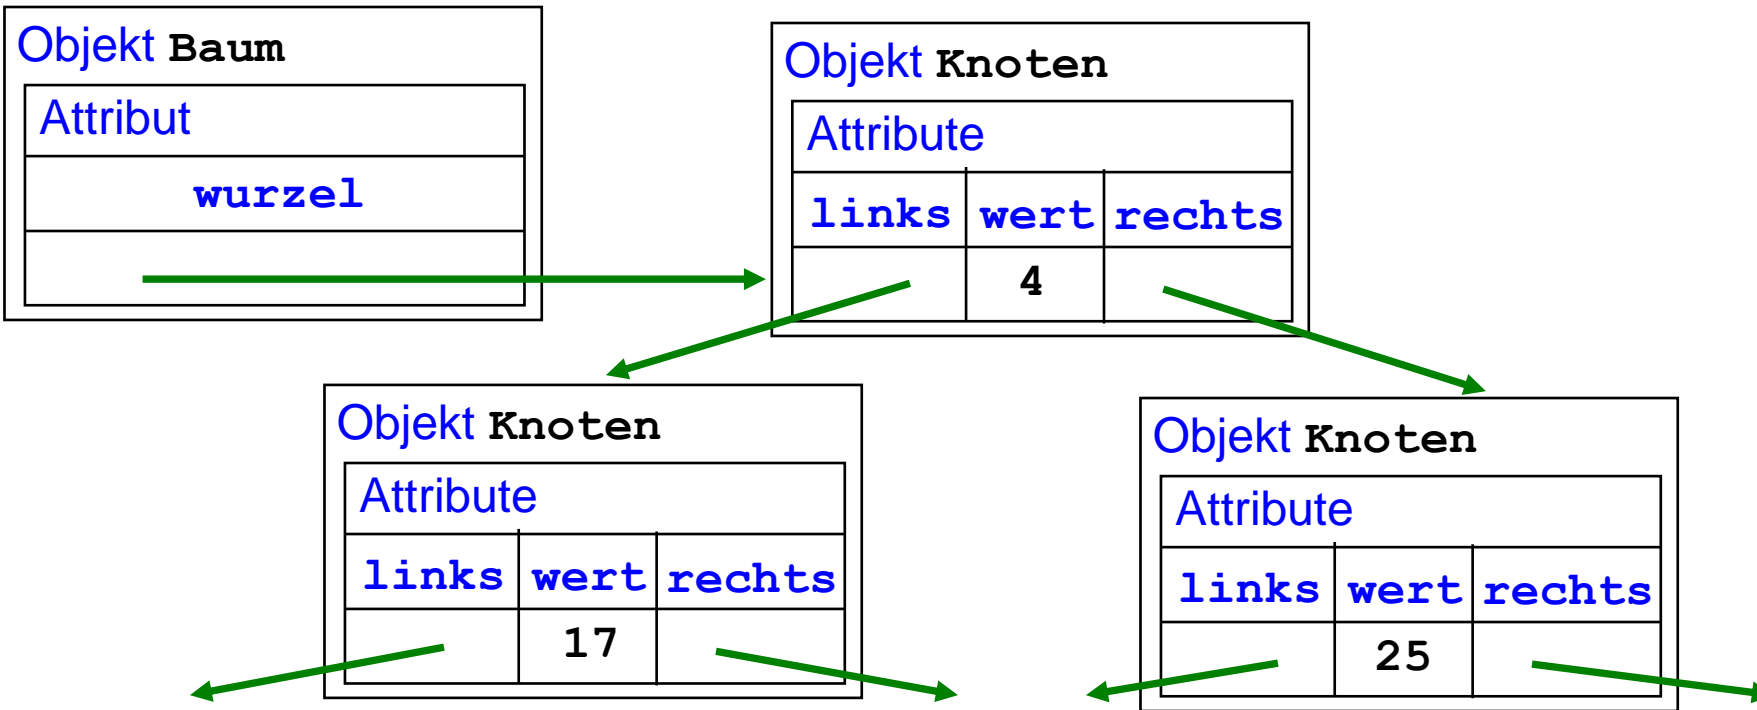 Objekt Baum
Attribut
wurzel
Objekt Knoten
Attribute
links wert rechts
4
Objekt Knoten
Attribute
links wert rechts
17
Objekt Knoten
Attribute
links wert rechts
25